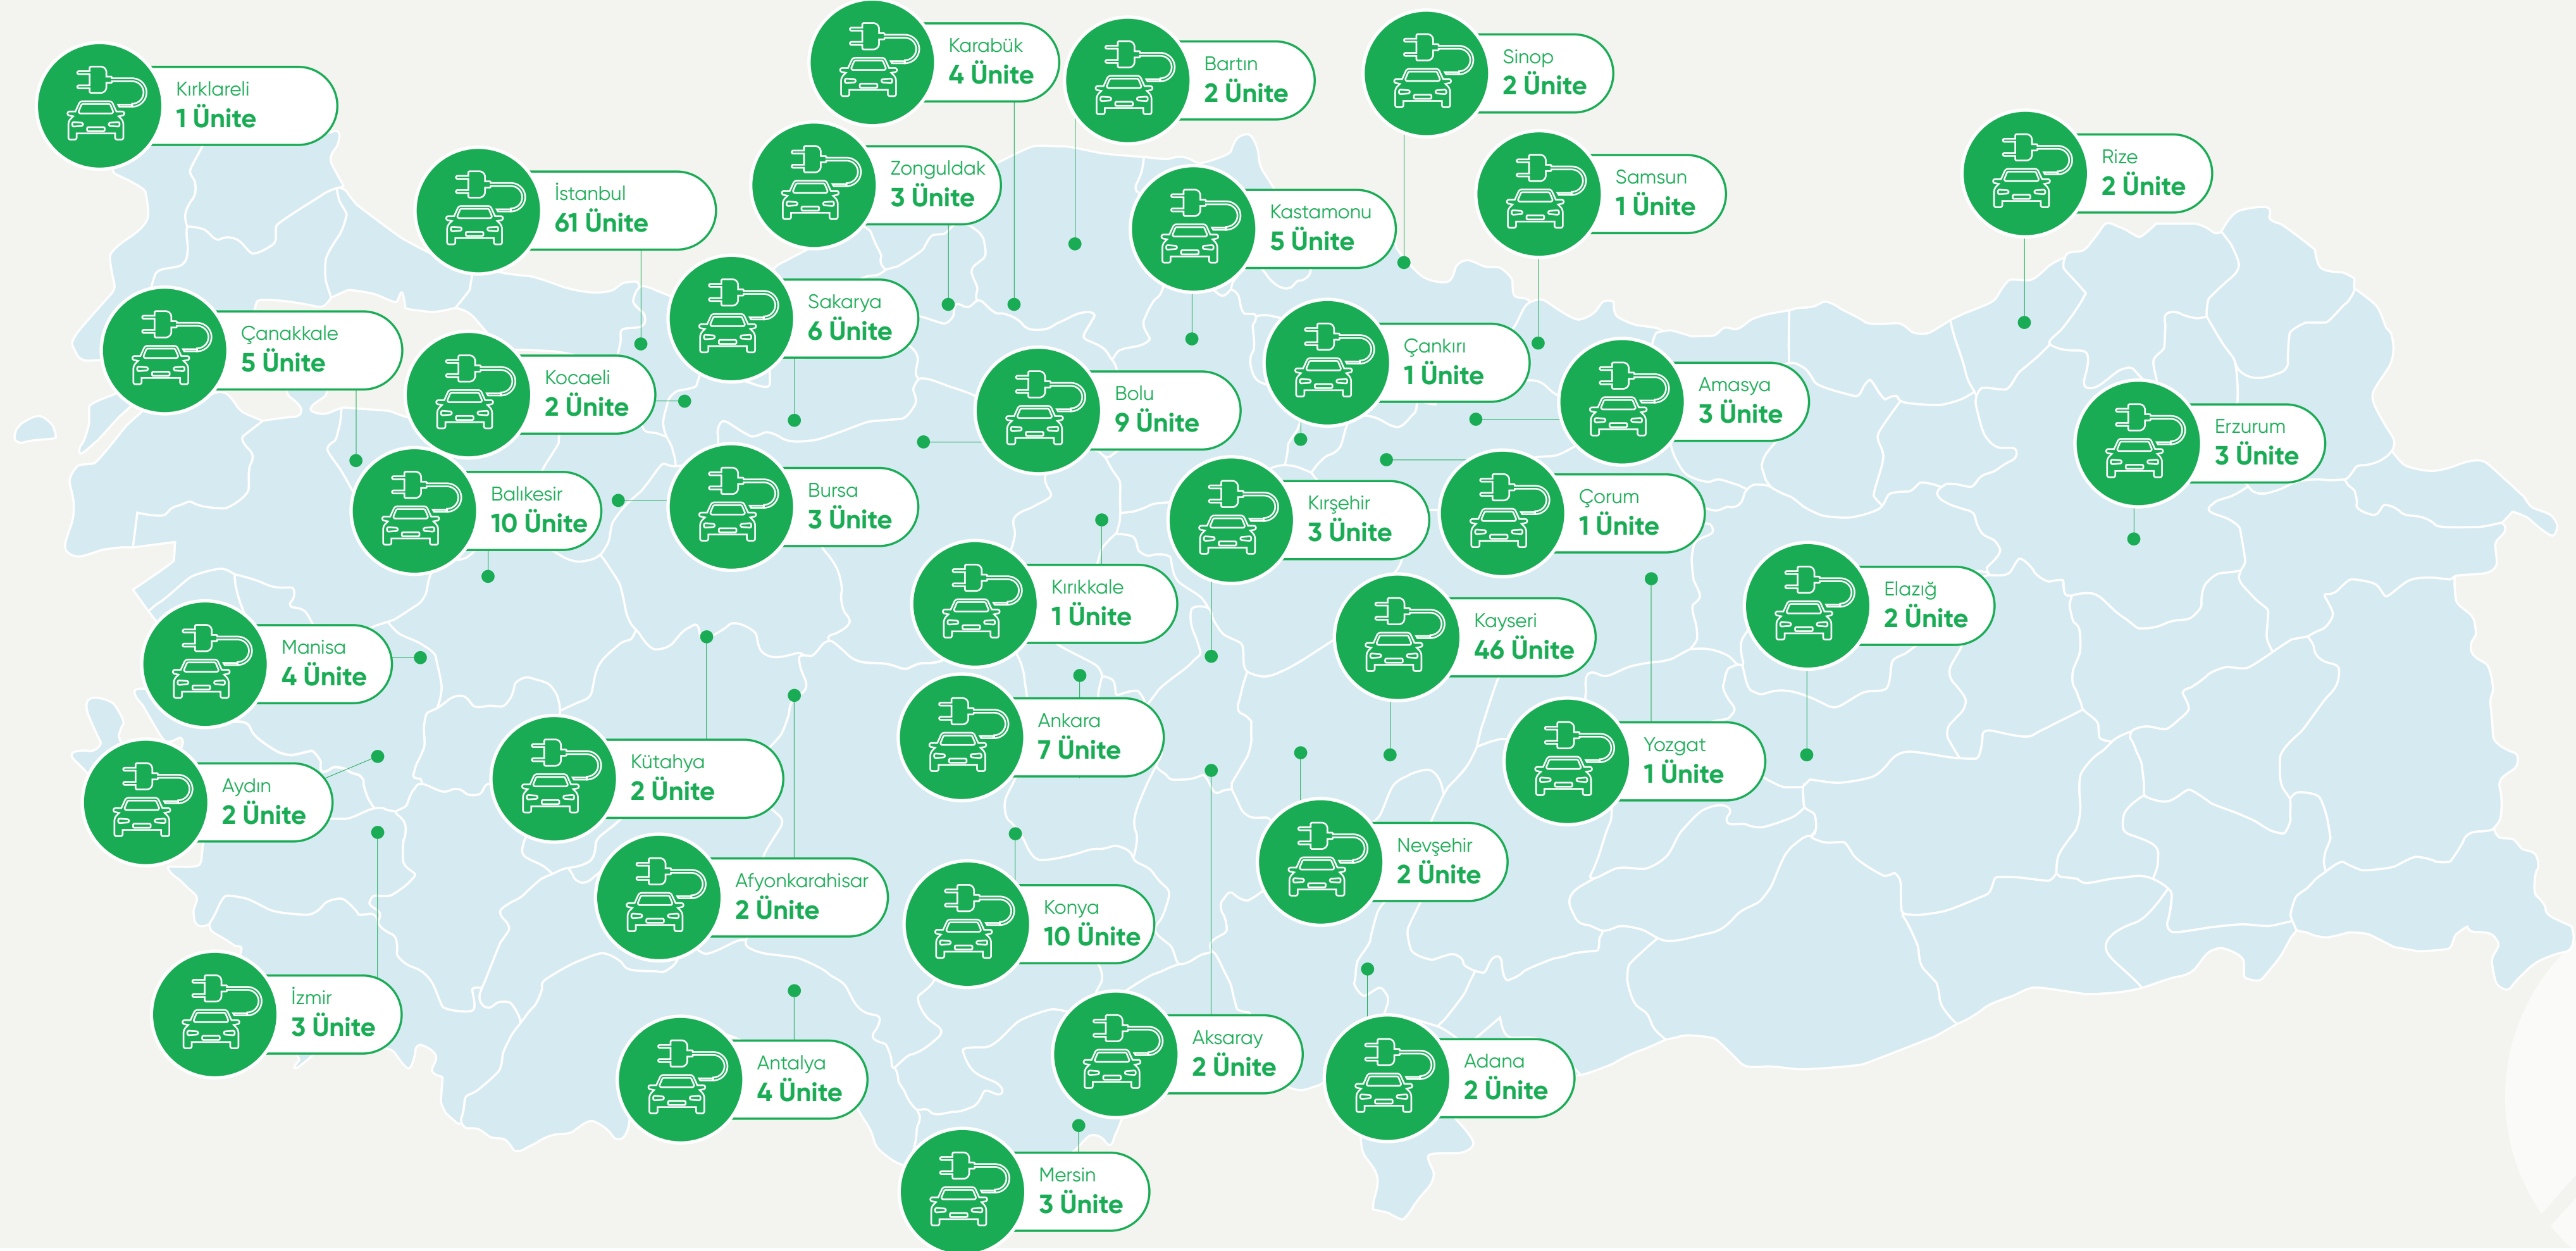 Kırklareli
1 Ünite
Karabük
4 Ünite
Bartın
2 Ünite
Sinop
2 Ünite
İstanbul
61 Ünite
Zonguldak
3 Ünite
Kastamonu
5 Ünite
Samsun
1 Ünite
Rize
2 Ünite
Çanakkale
5 Ünite
Kocaeli
2 Ünite
Sakarya
6 Ünite
Bolu
9 Ünite
Çankırı
1 Ünite
Amasya
3 Ünite
Erzurum
3 Ünite
Balıkesir
10 Ünite
Bursa
3 Ünite
Kırşehir
3 Ünite
Çorum
1 Ünite
Kırıkkale
1 Ünite
Kayseri
46 Ünite
Elazığ
2 Ünite
Manisa
4 Ünite
Ankara
7 Ünite
Yozgat
1 Ünite
Aydın
2 Ünite
Kütahya
2 Ünite
Nevşehir
2 Ünite
Afyonkarahisar
2 Ünite
Konya
10 Ünite
İzmir
3 Ünite
Antalya
4 Ünite
Aksaray
2 Ünite
Adana
2 Ünite
Mersin
3 Ünite